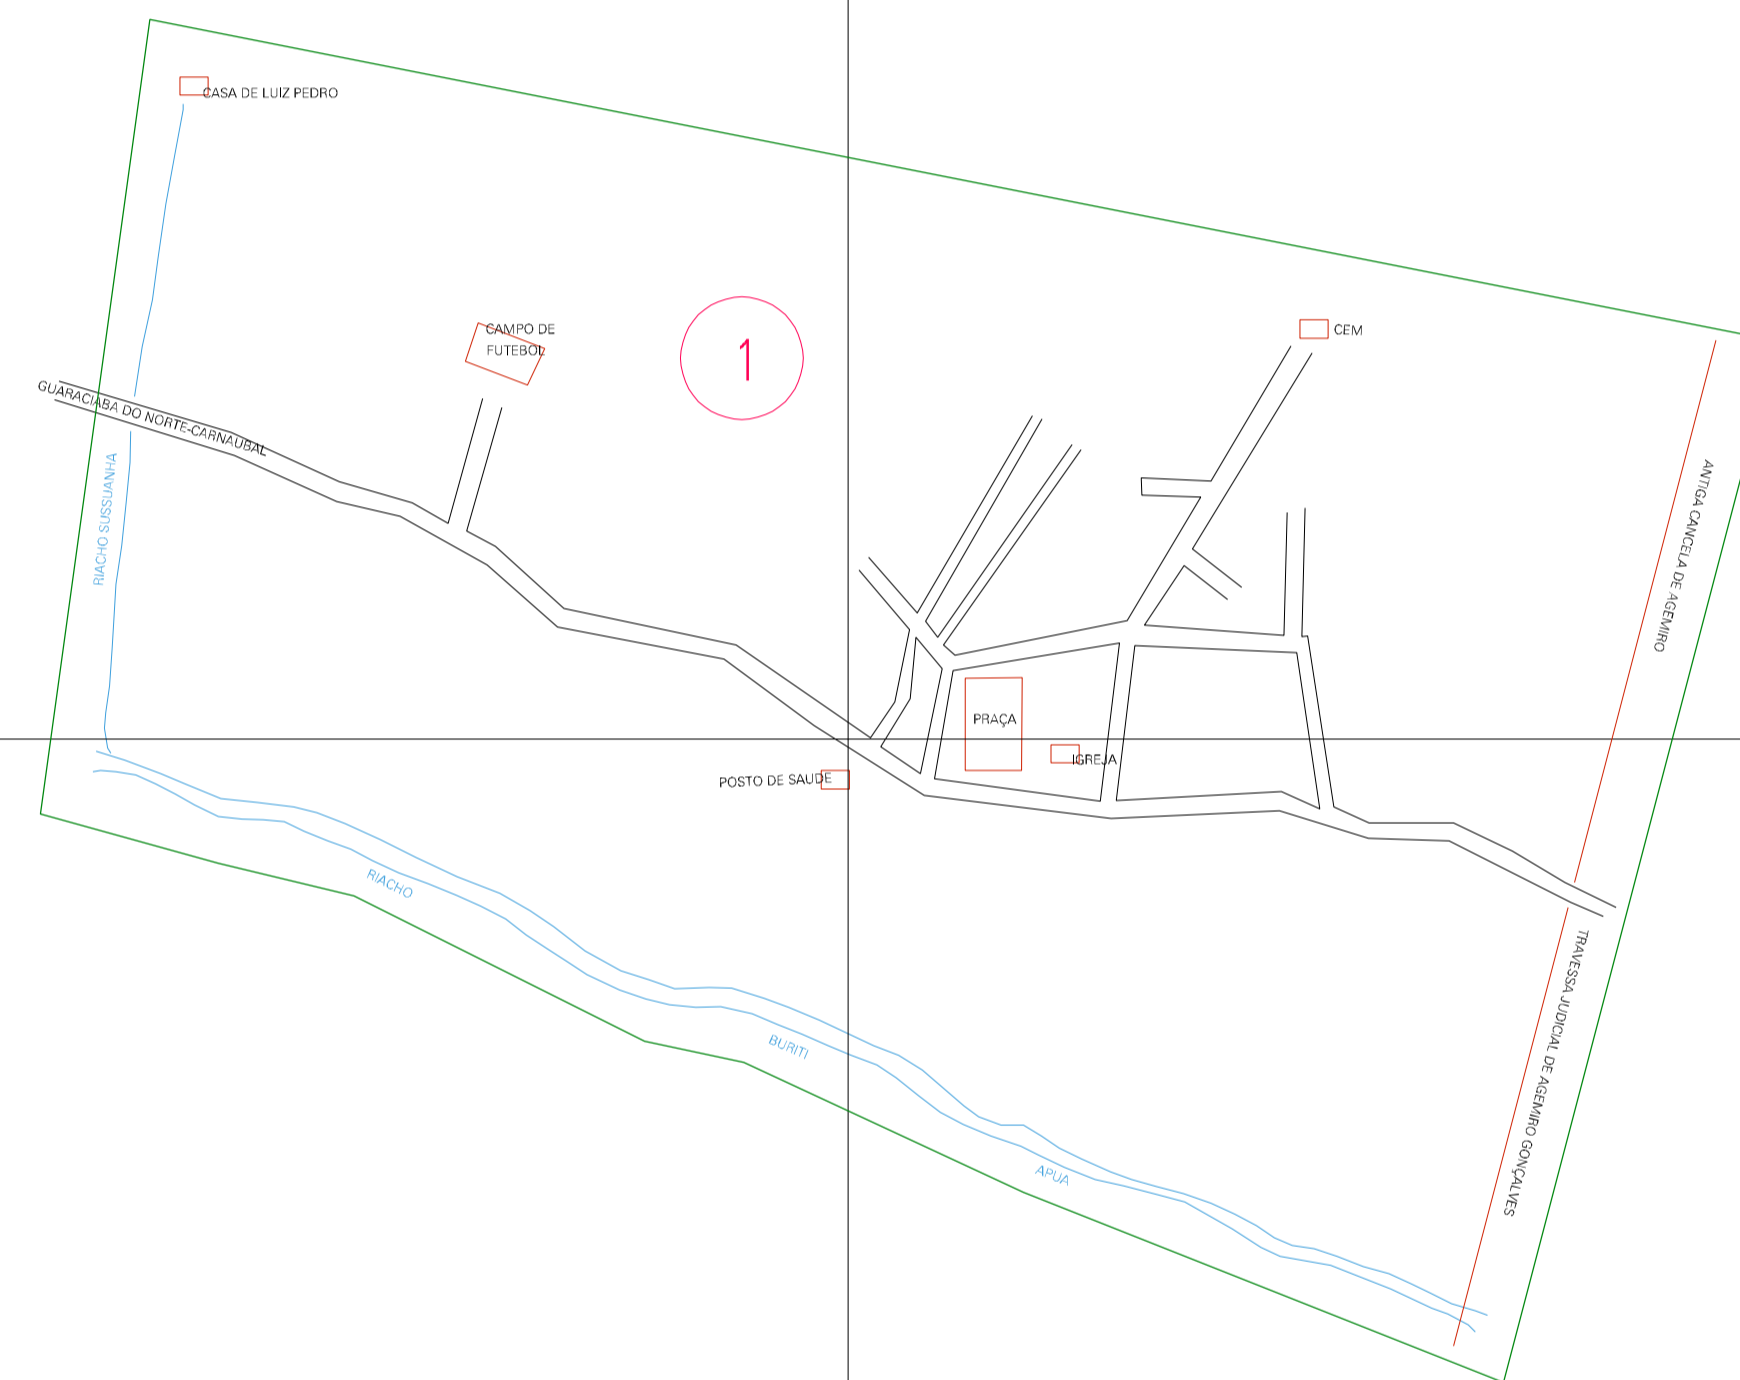 CASA DE LUIZ PEDRO
CAMPO DE
FUTEBOL
1
CEM
GUARACIABA DO NORTE-CARNAUBAL
RIACHO SUSSUANHA
ANTIGA CANCELA DE AGEMIRO
PRAÇA
IGREJA
POSTO DE SAUDE
RIACHO
BURITI
APUA
TRAVESSA JUDICIAL DE AGEMIRO GONÇALVES